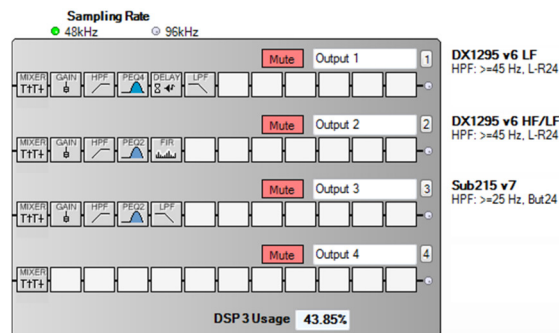 Sampling Rate
48kHz 96kHz
Mute Output 1 1 DX1295 v6 LF
HPF: >=45 Hz, L-R24
MIXER GAIN HPF PEQ4 DELAY LPF
Mute Output 2 2 DX1295 v6 HF/LF
HPF: >=45 Hz, L-R24
MIXER GAIN HPF PEQ2 FIR
Mute Output 3 3 Sub215 v7
HPF: >=25 Hz, But24
MIXER GAIN HPF PEQ2 LPF
Mute Output 4 4
MIXER
DSP 3 Usage 43.85%